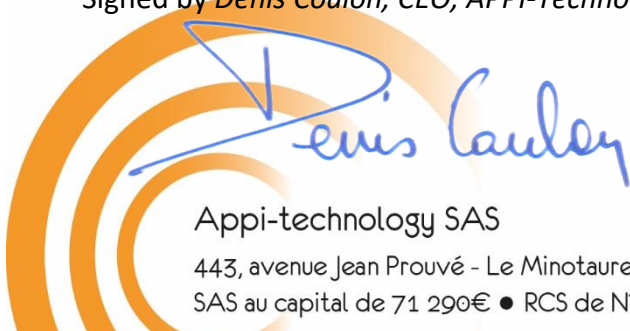 Signed by Denis Coulon, CEO, APPI-Techno
Denis Coulon
Appi-technology SAS
443, avenue Jean Prouvé - Le Minotaure
SAS au capital de 71 290€ ● RCS de N